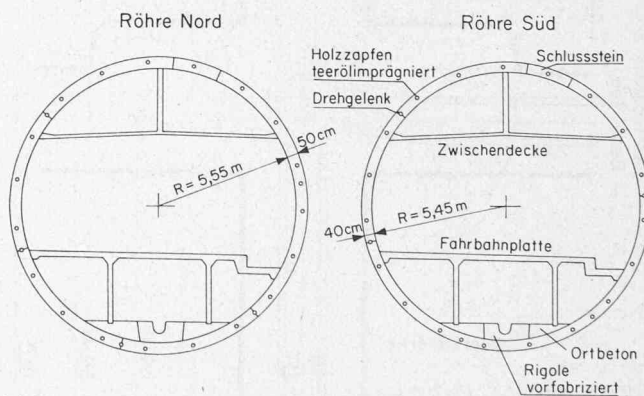 Röhre Nord
Röhre Süd
Holzzapfen
teerölimprägniert
Schlussstein
Drehgelenk
50cm
Zwischendecke
R = 5,55 m
R = 5,45 m
40cm
Fahrbahnplatte
Ortbeton
Rigole
vorfabriziert